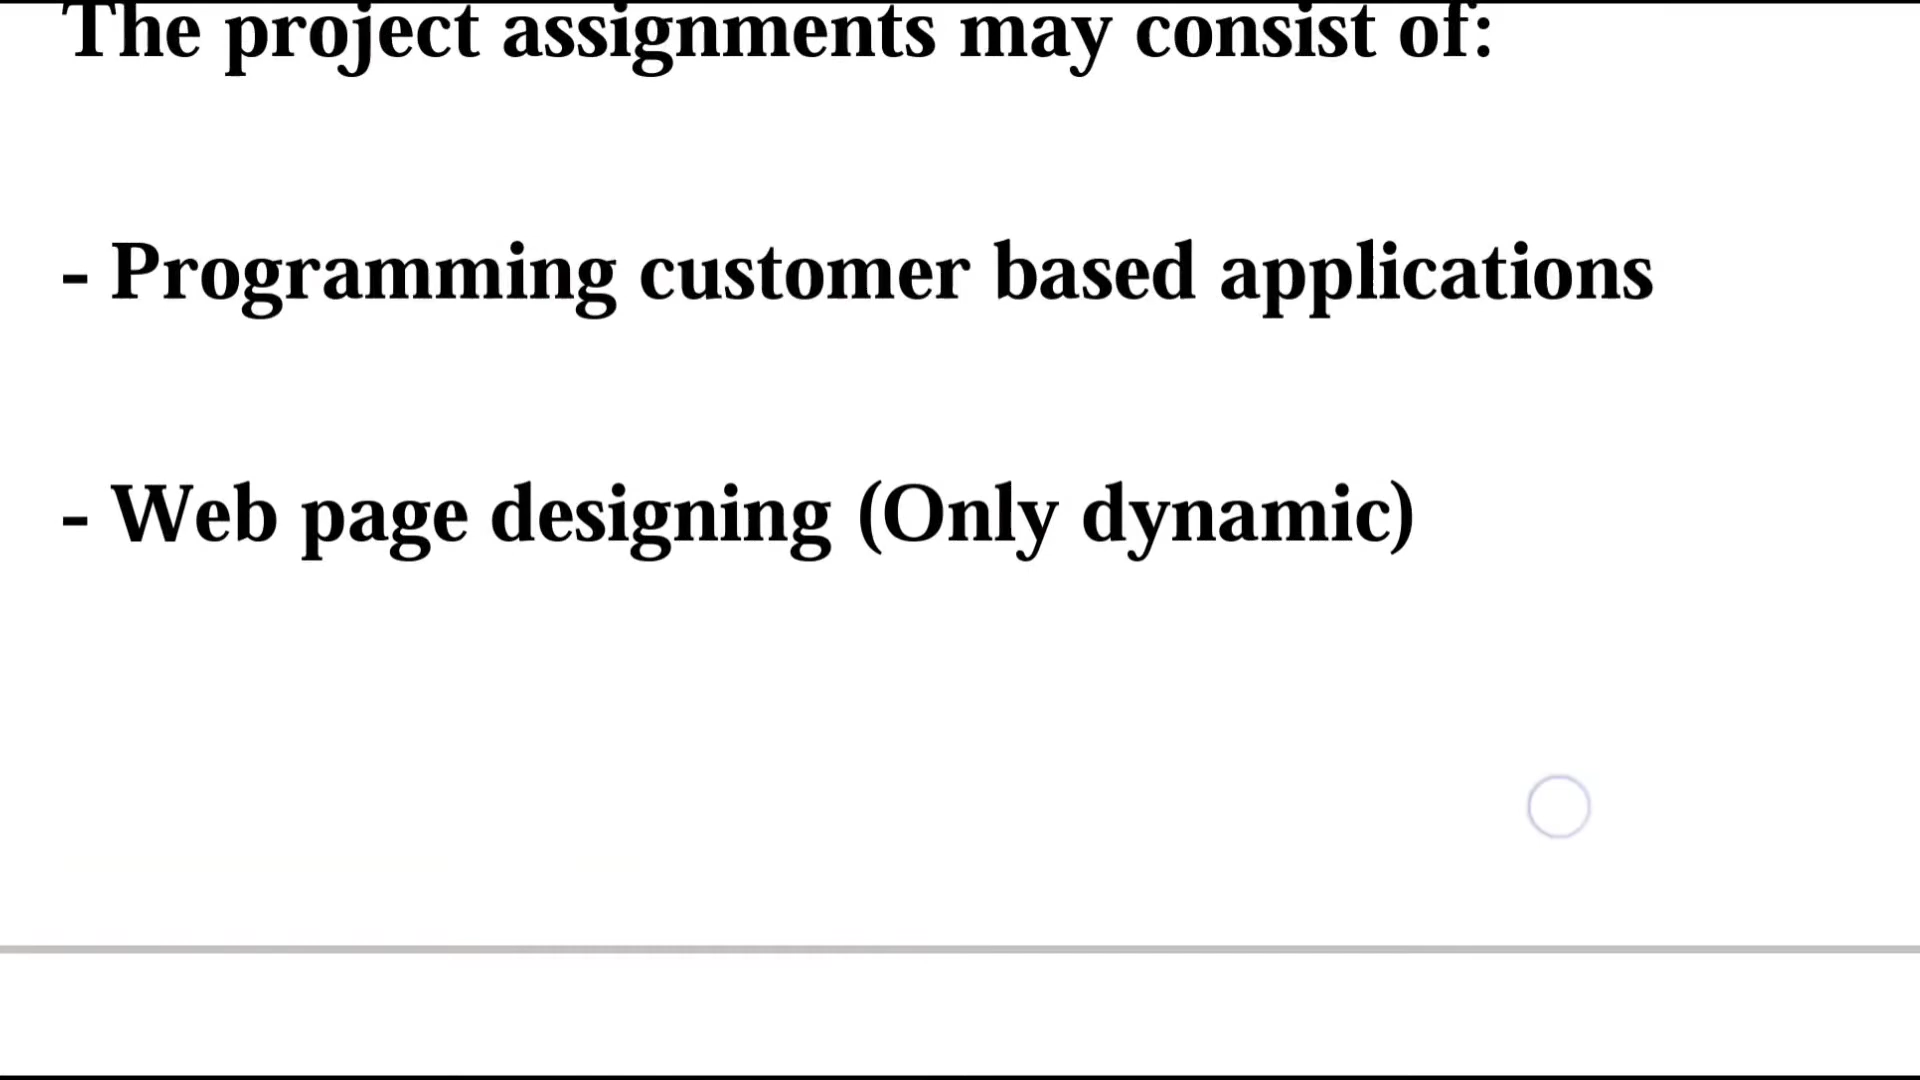 The project assignments may consist of:
- Programming customer based applications
- Web page designing (Only dynamic)